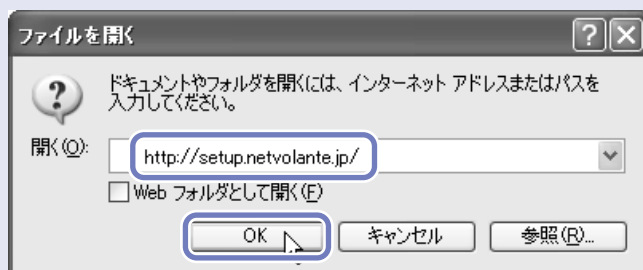 ファイルを開く
ドキュメントやフォルダを開くには、インターネット アドレスまたはパスを
入力してください。
開く(O):
http://setup.netvolante.jp/
Web フォルダとして開く(F)
OK
キャンセル
参照(R)...